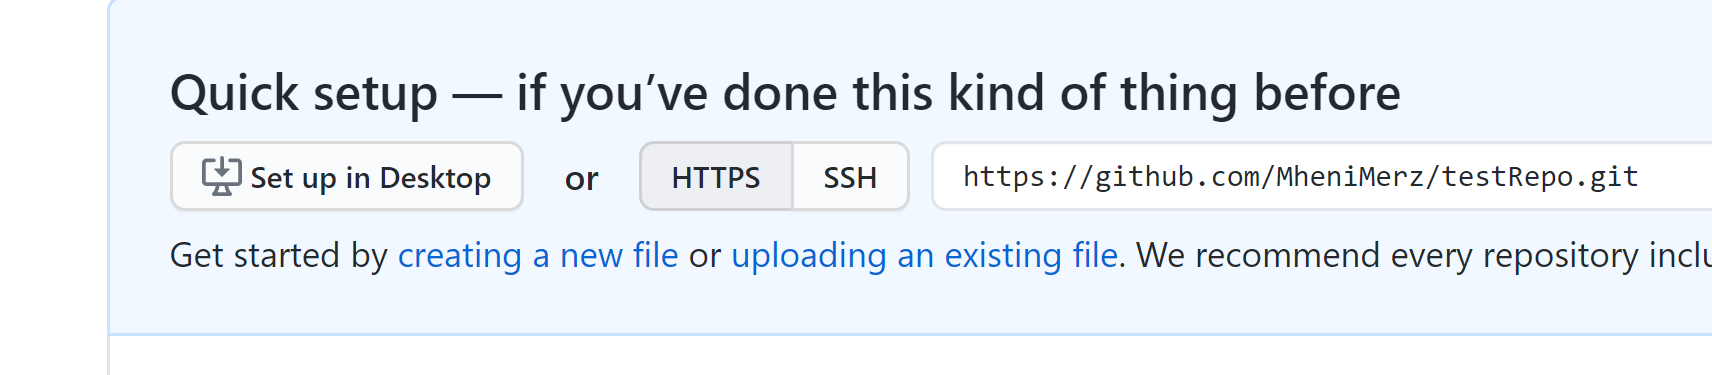 Quick setup — if you’ve done this kind of thing before
Set up in Desktop or HTTPS SSH https://github.com/MheniMerz/testRepo.git
Get started by creating a new file or uploading an existing file. We recommend every repository